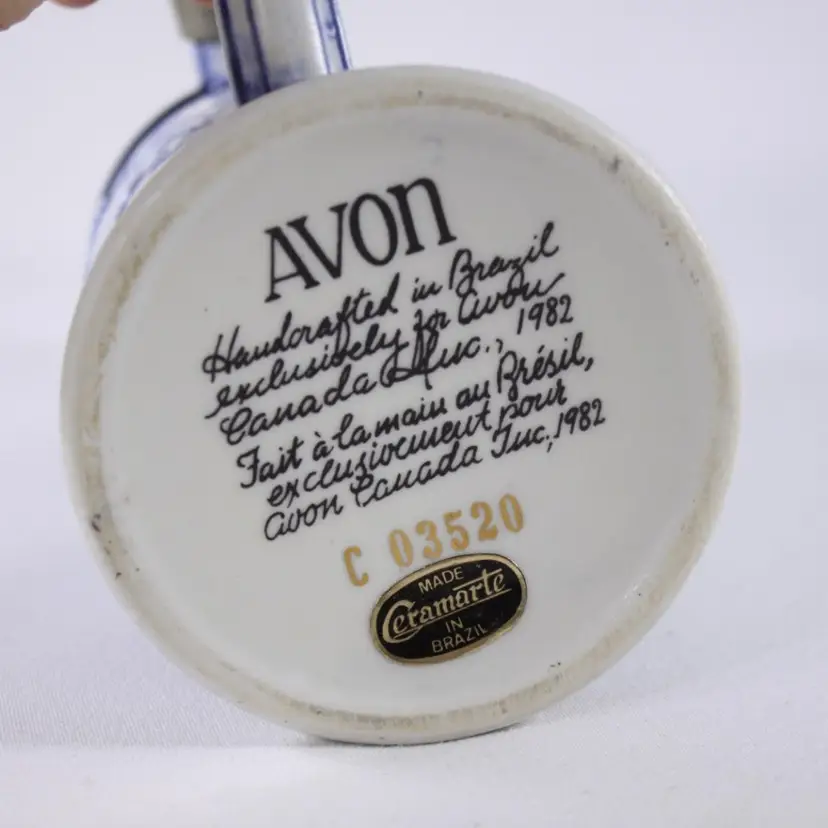 AVON
Handcrafted in Brazil
exclusively for Avon
Canada Inc., 1982
Fait à la main au Brésil,
exclusivement pour
Avon Canada Inc, 1982
C 03520
MADE
Ceramarte
IN
BRAZIL